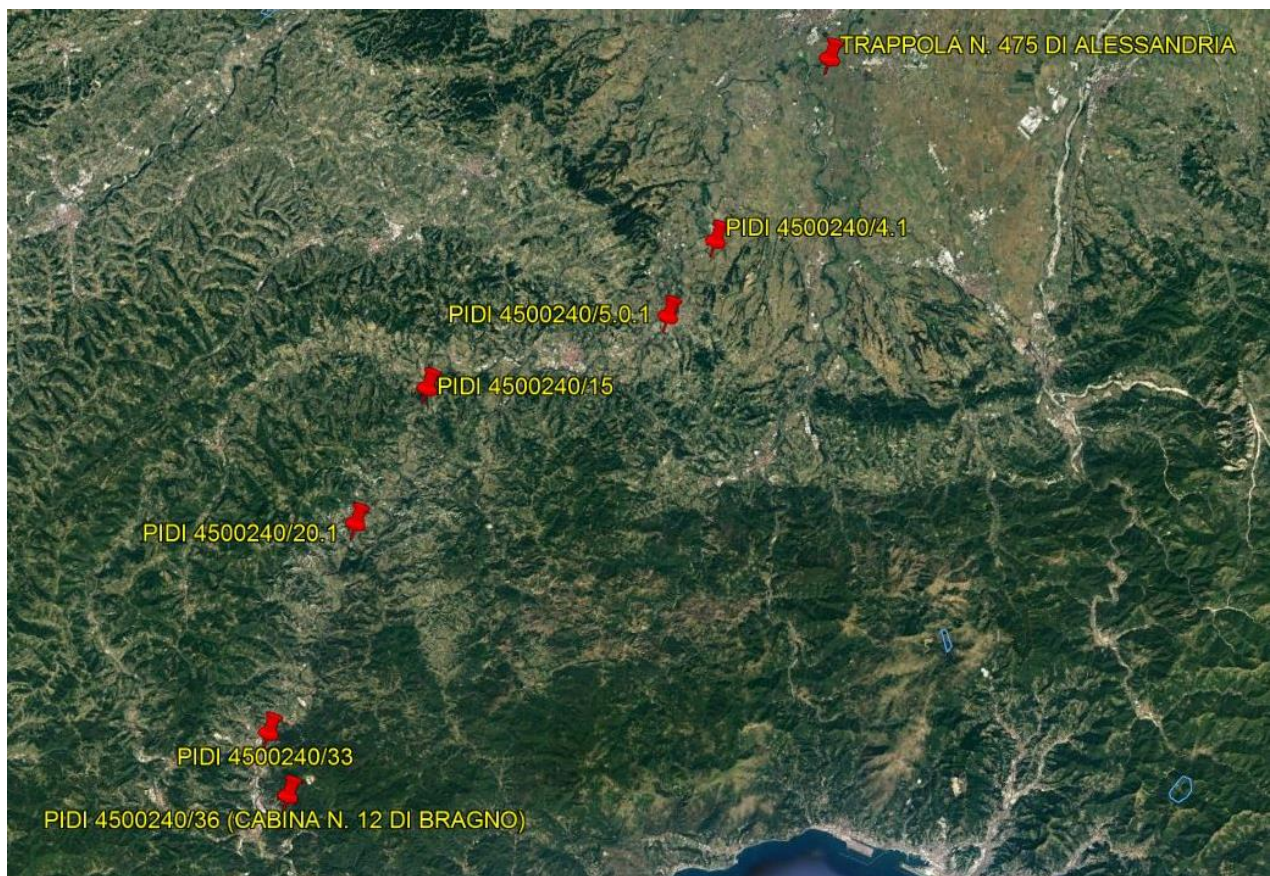 TRAPPOLA N. 475 DI ALESSANDRIA
PIDI 4500240/4.1
PIDI 4500240/5.0.1
PIDI 4500240/15
PIDI 4500240/20.1
PIDI 4500240/33
PIDI 4500240/36 (CABINA N. 12 DI BRAGNO)